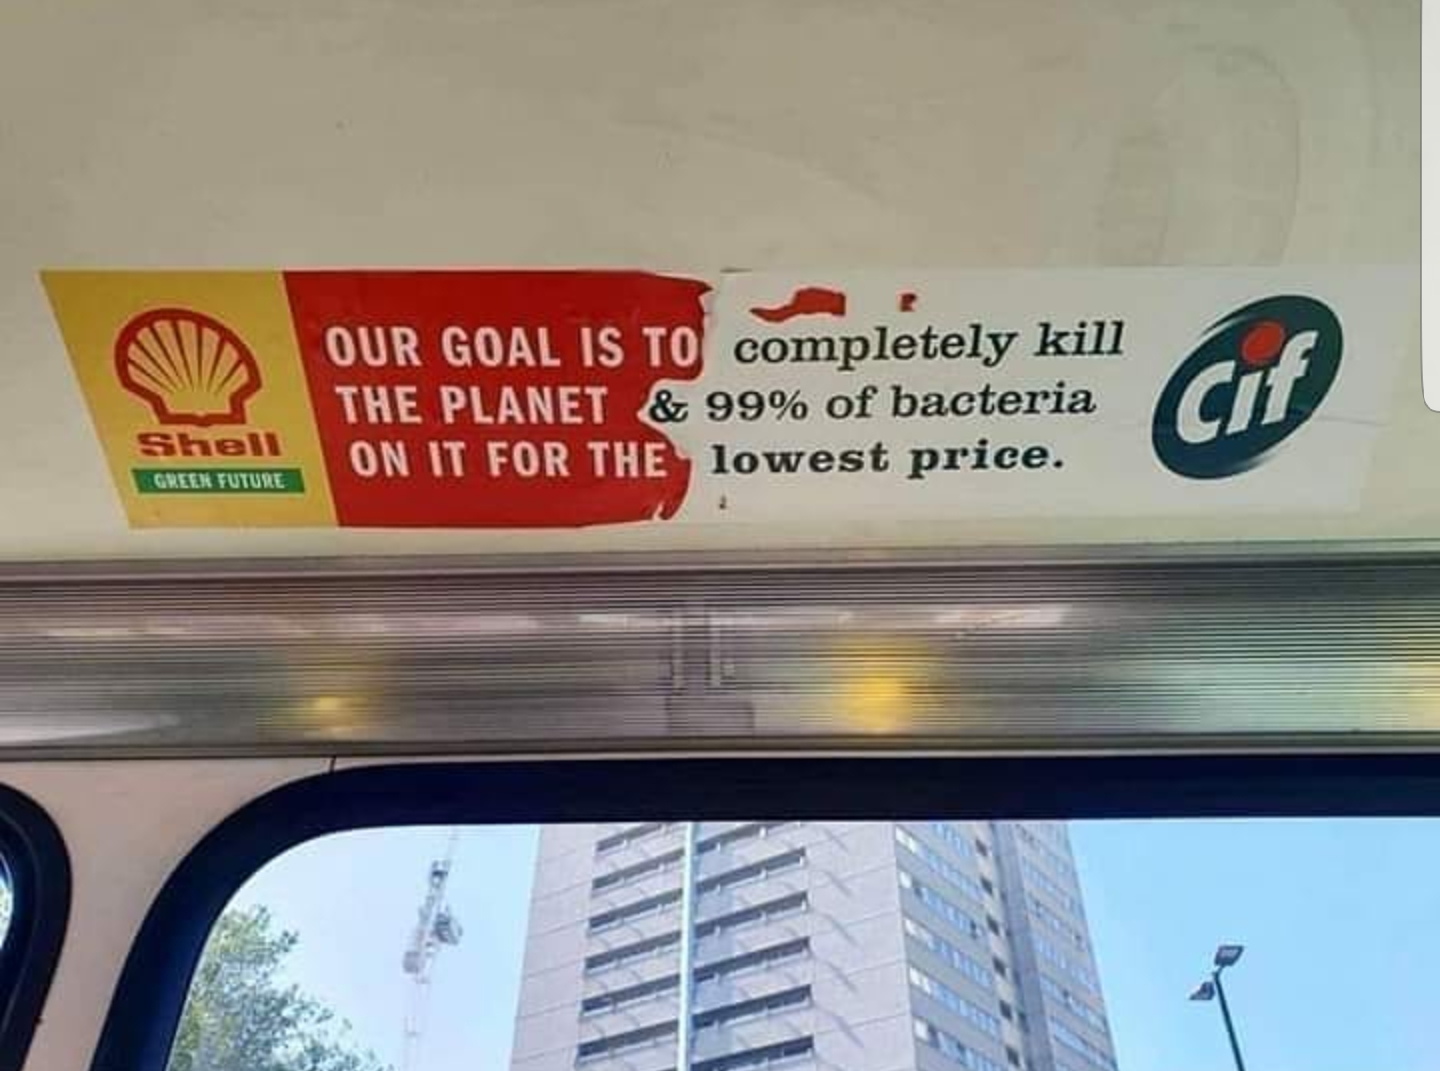 Shell
GREEN FUTURE
OUR GOAL IS TO completely kill
THE PLANET & 99% of bacteria
ON IT FOR THE lowest price.
Cif